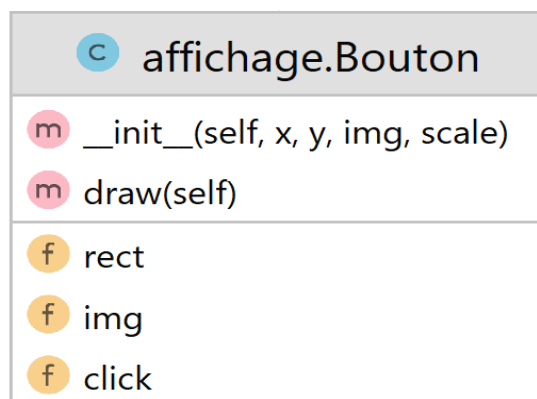 c affichage.Bouton
m __init__(self, x, y, img, scale)
m draw(self)
f rect
f img
f click